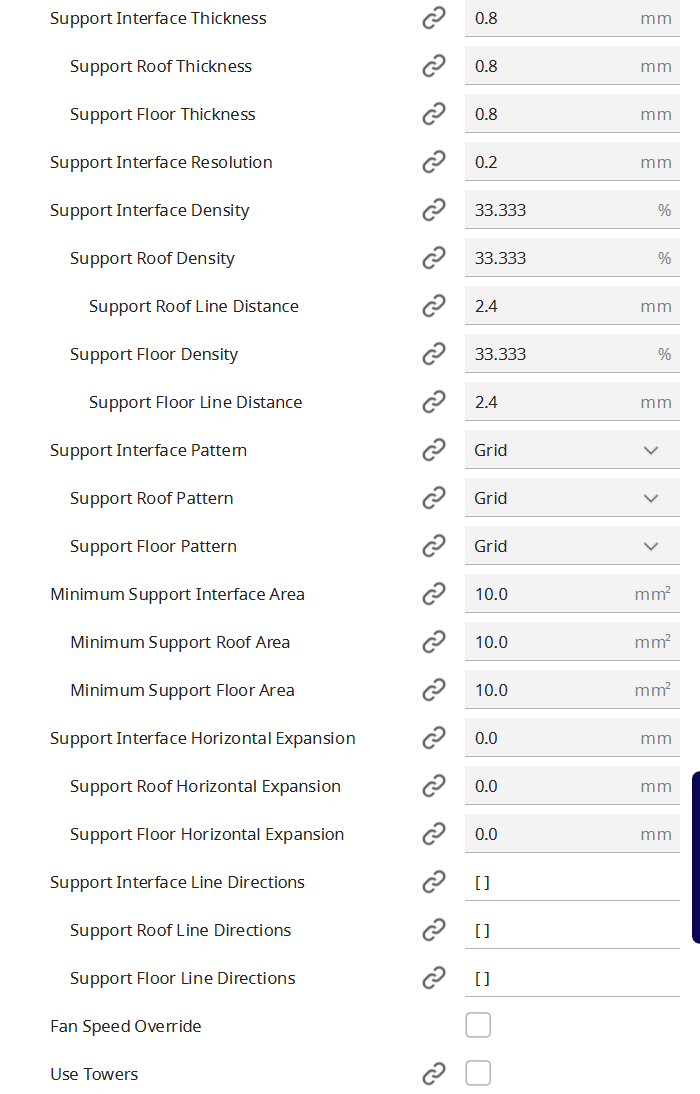 Support Interface Thickness 0.8 mm
Support Roof Thickness 0.8 mm
Support Floor Thickness 0.8 mm
Support Interface Resolution 0.2 mm
Support Interface Density 33.333 %
Support Roof Density 33.333 %
Support Roof Line Distance 2.4 mm
Support Floor Density 33.333 %
Support Floor Line Distance 2.4 mm
Support Interface Pattern Grid
Support Roof Pattern Grid
Support Floor Pattern Grid
Minimum Support Interface Area 10.0 mm²
Minimum Support Roof Area 10.0 mm²
Minimum Support Floor Area 10.0 mm²
Support Interface Horizontal Expansion 0.0 mm
Support Roof Horizontal Expansion 0.0 mm
Support Floor Horizontal Expansion 0.0 mm
Support Interface Line Directions [ ]
Support Roof Line Directions [ ]
Support Floor Line Directions [ ]
Fan Speed Override
Use Towers